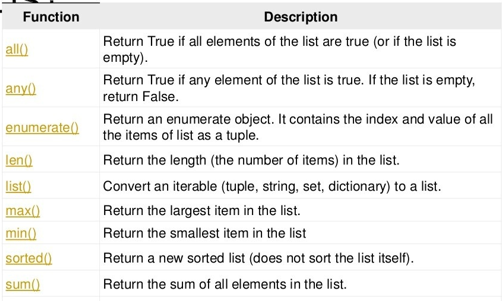 Function Description
all() Return True if all elements of the list are true (or if the list is
empty).
any() Return True if any element of the list is true. If the list is empty,
return False.
enumerate() Return an enumerate object. It contains the index and value of all
the items of list as a tuple.
len() Return the length (the number of items) in the list.
list() Convert an iterable (tuple, string, set, dictionary) to a list.
max() Return the largest item in the list.
min() Return the smallest item in the list
sorted() Return a new sorted list (does not sort the list itself).
sum() Return the sum of all elements in the list.